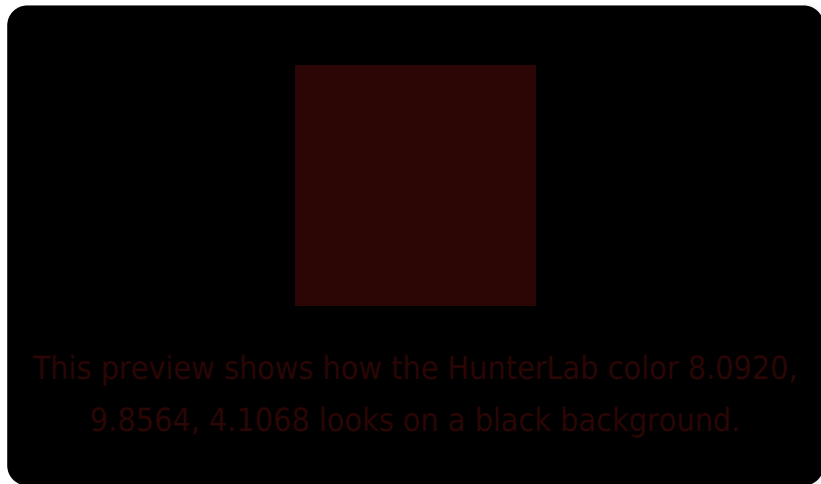 This preview shows how the HunterLab color 8.0920,
9.8564, 4.1068 looks on a black background.